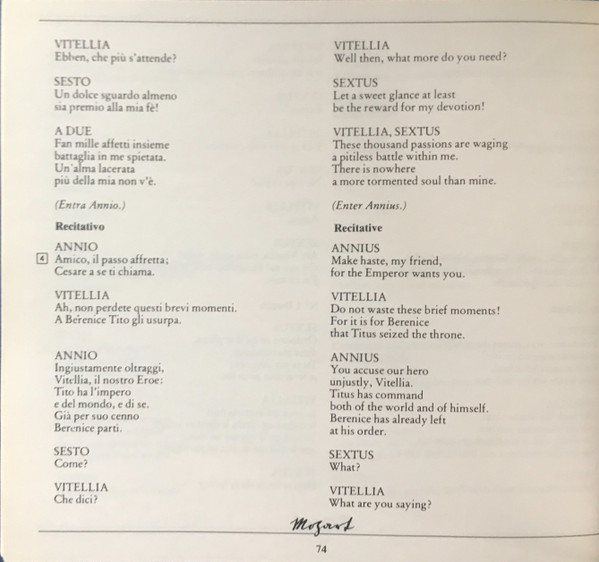 VITELLIA
Ebben, che più s'attende?
SESTO
Un dolce sguardo almeno
sia premio alla mia fè!
A DUE
Fan mille affetti insieme
battaglia in me spietata.
Un'alma lacerata
più della mia non v'è.
(Entra Annio.)
Recitativo
ANNIO
4 Amico, il passo affretta;
Cesare a se ti chiama.
VITELLIA
Ah, non perdete questi brevi momenti.
A Berenice Tito gli usurpa.
ANNIO
Ingiustamente oltraggi,
Vitellia, il nostro Eroe:
Tito ha l'impero
e del mondo, e di se.
Già per suo cenno
Berenice parti.
SESTO
Come?
VITELLIA
Che dici?
VITELLIA
Well then, what more do you need?
SEXTUS
Let a sweet glance at least
be the reward for my devotion!
VITELLIA, SEXTUS
These thousand passions are waging
a pitiless battle within me.
There is nowhere
a more tormented soul than mine.
(Enter Annius.)
Recitative
ANNIUS
Make haste, my friend,
for the Emperor wants you.
VITELLIA
Do not waste these brief moments!
For it is for Berenice
that Titus seized the throne.
ANNIUS
You accuse our hero
unjustly, Vitellia.
Titus has command
both of the world and of himself.
Berenice has already left
at his order.
SEXTUS
What?
VITELLIA
What are you saying?
Mozart
74